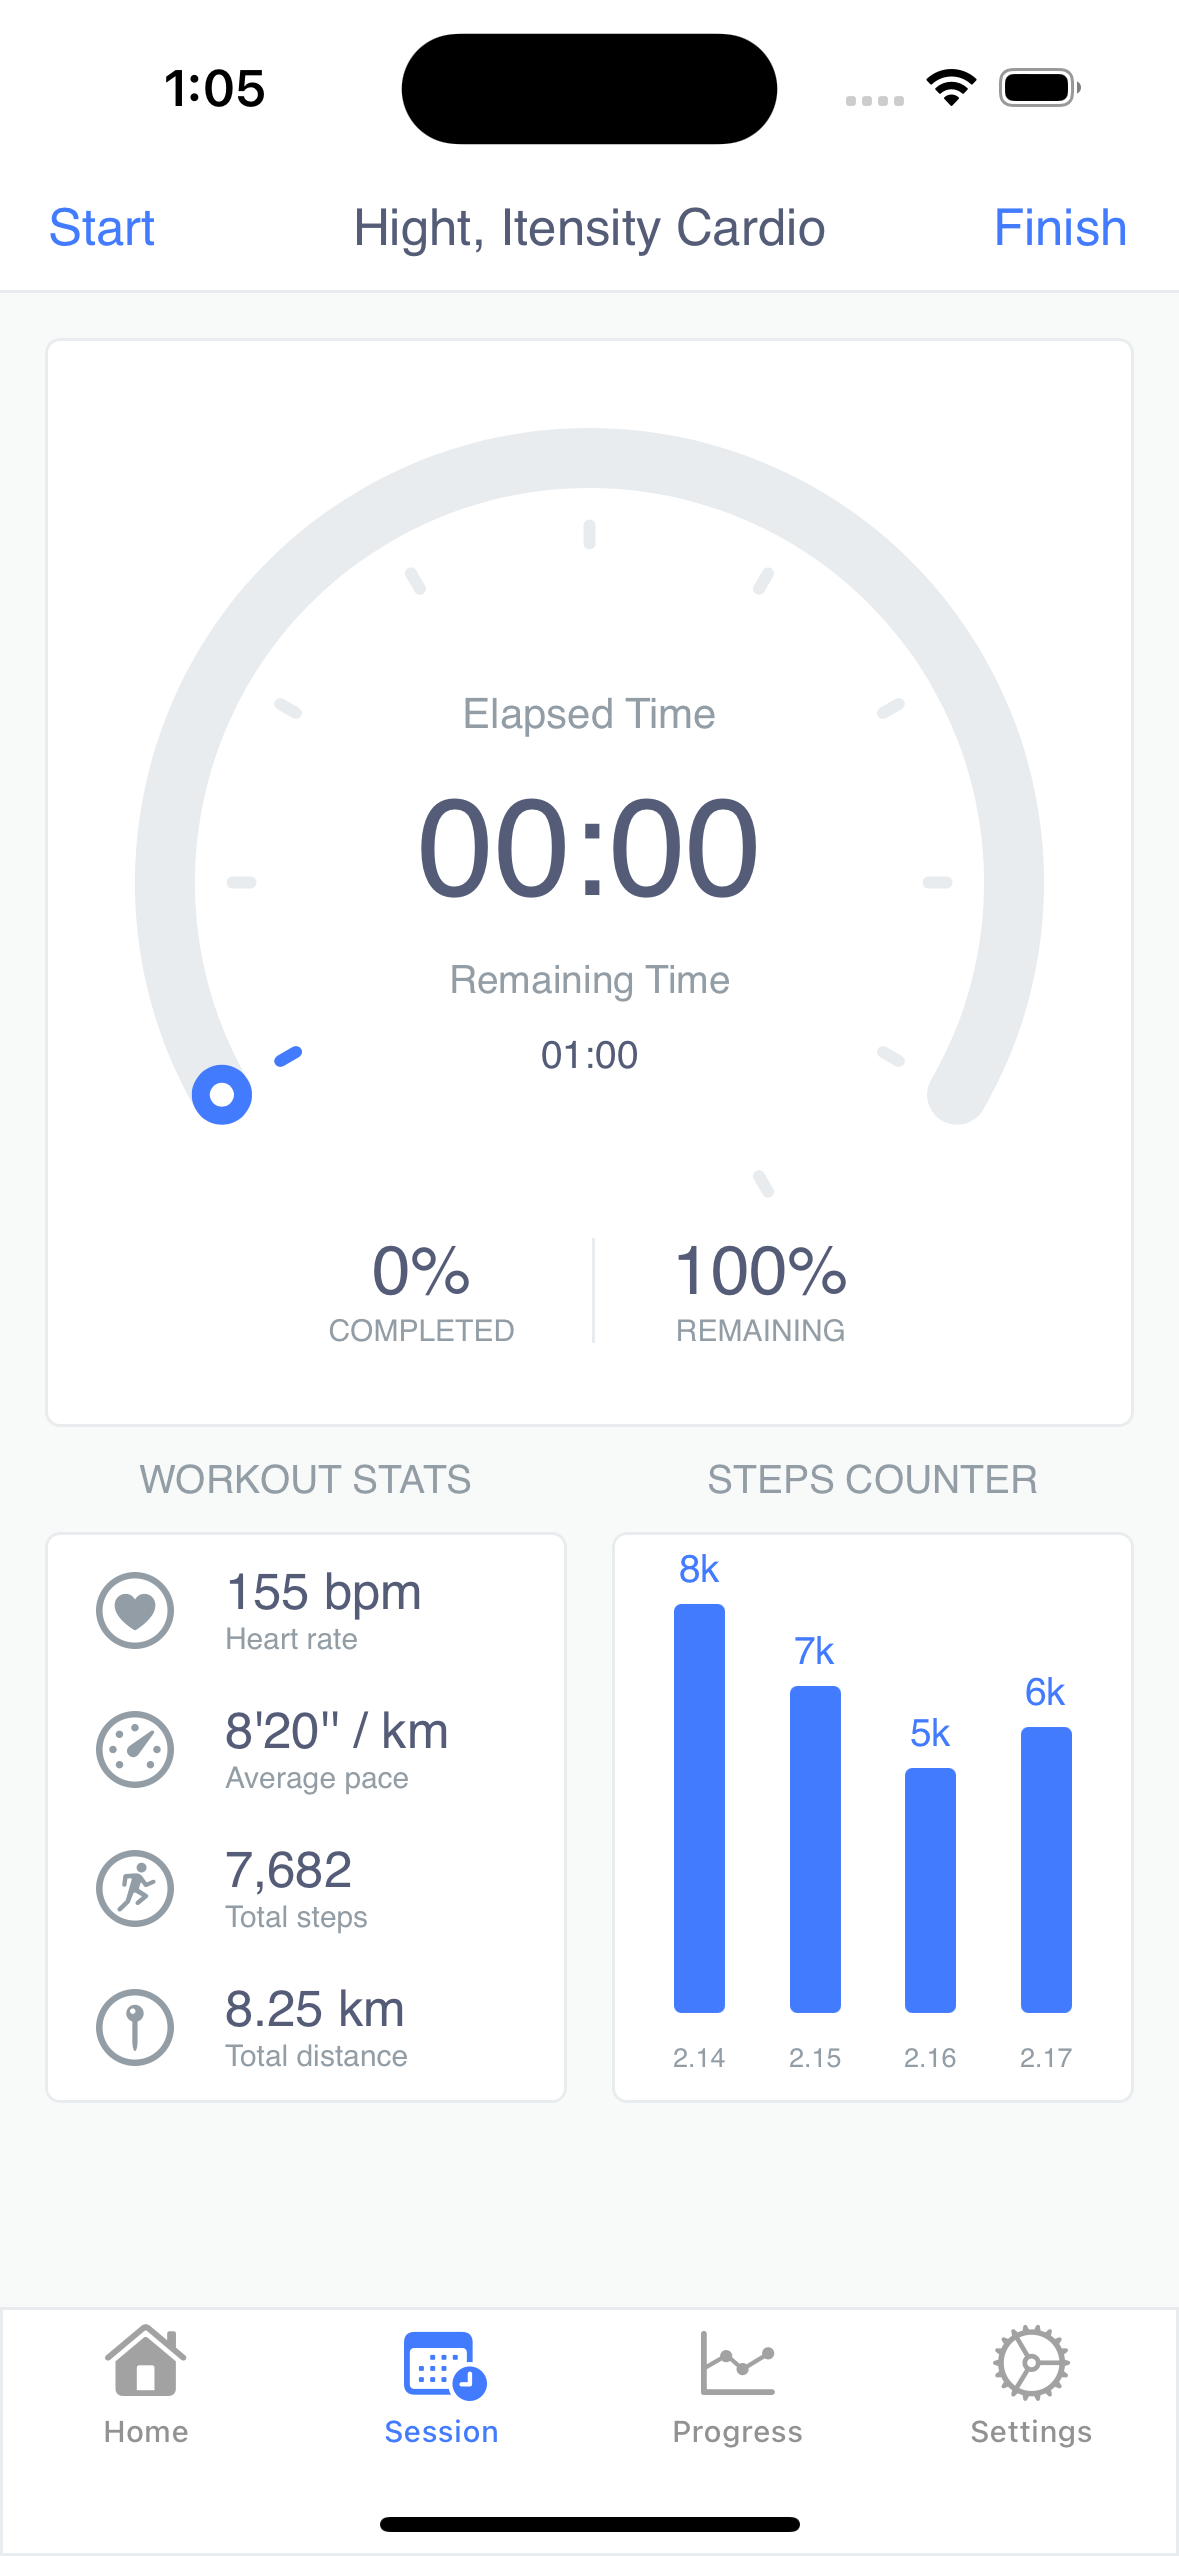 1:05
Start
Hight, Itensity Cardio
Finish
Elapsed Time
00:00
Remaining Time
01:00
0%
COMPLETED
100%
REMAINING
WORKOUT STATS
155 bpm
Heart rate
8'20" / km
Average pace
7,682
Total steps
8.25 km
Total distance
STEPS COUNTER
8k
7k
5k
6k
2.14
2.15
2.16
2.17
Home
Session
Progress
Settings